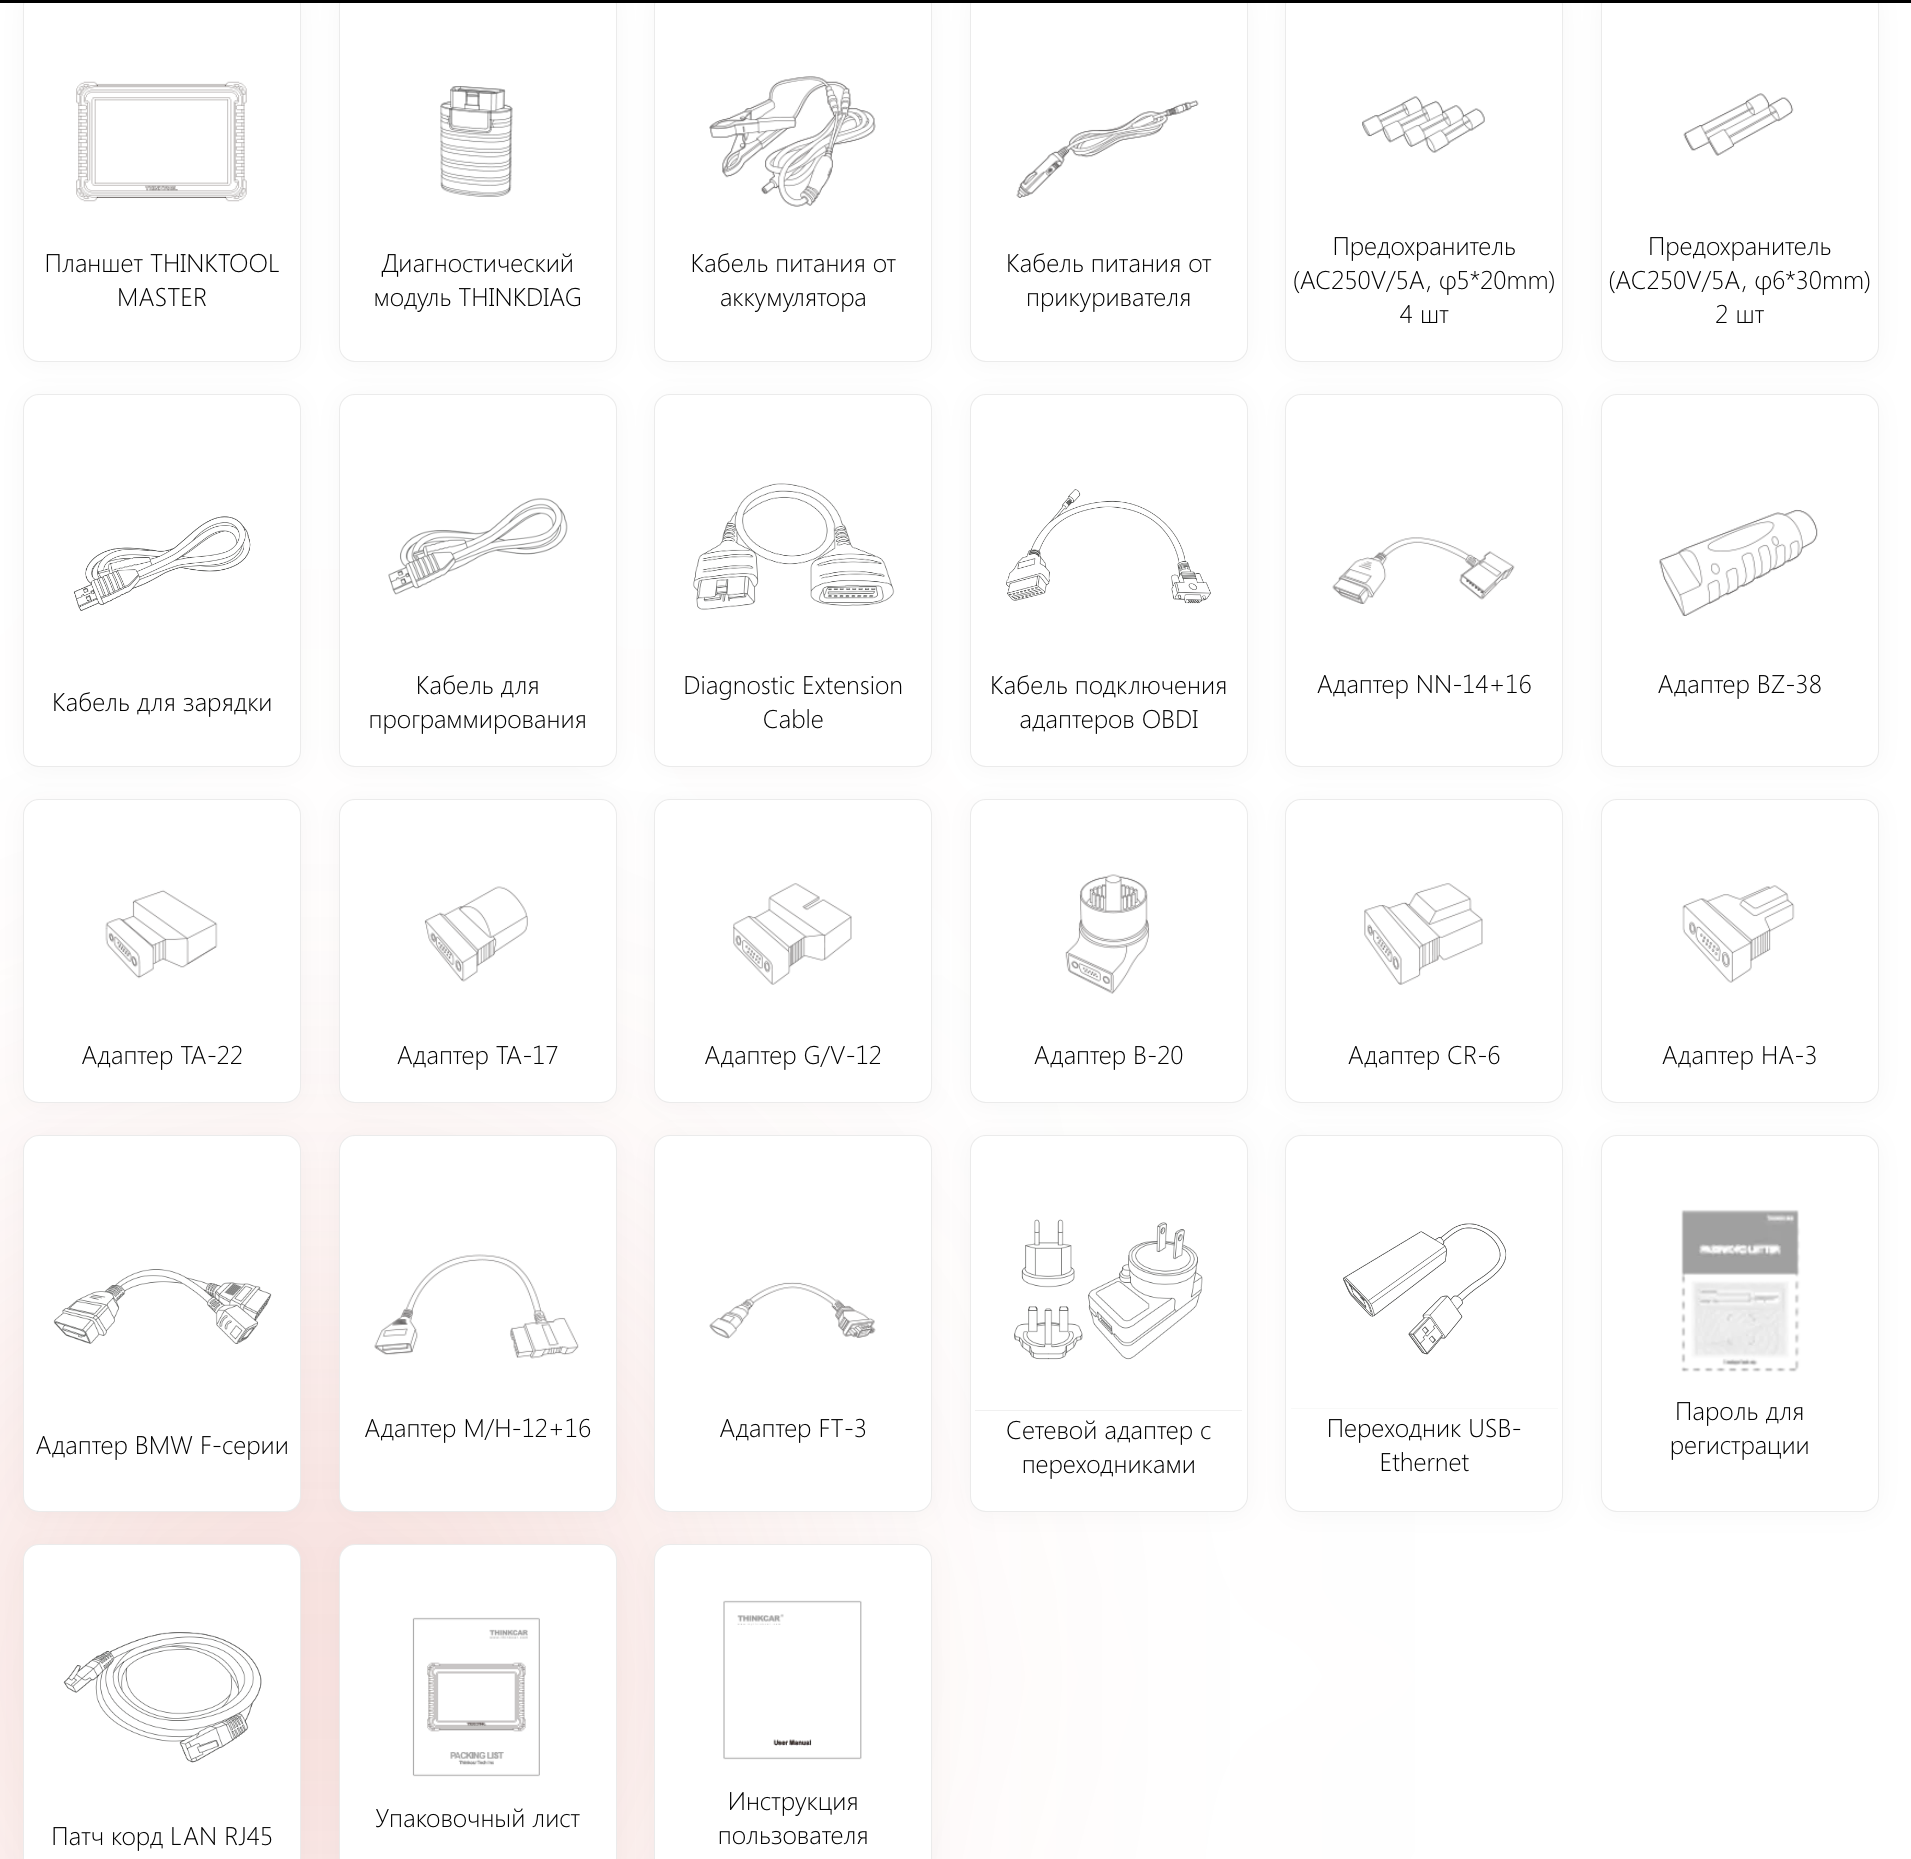 THINKTOOL
Планшет THINKTOOL
MASTER
Диагностический
модуль THINKDIAG
Кабель питания от
аккумулятора
Кабель питания от
прикуривателя
Предохранитель
(AC250V/5A, φ5*20mm)
4 шт
Предохранитель
(AC250V/5A, φ6*30mm)
2 шт
Кабель для зарядки
Кабель для
программирования
Diagnostic Extension
Cable
Кабель подключения
адаптеров OBDI
Адаптер NN-14+16
Адаптер BZ-38
Адаптер TA-22
Адаптер TA-17
Адаптер G/V-12
Адаптер B-20
Адаптер CR-6
Адаптер HA-3
Адаптер BMW F-серии
Адаптер M/H-12+16
Адаптер FT-3
Сетевой адаптер с
переходниками
Переходник USB-
Ethernet
PASSWORD LETTER
Пароль для
регистрации
Патч корд LAN RJ45
THINKCAR
PACKING LIST
Упаковочный лист
THINKCAR
User Manual
Инструкция
пользователя